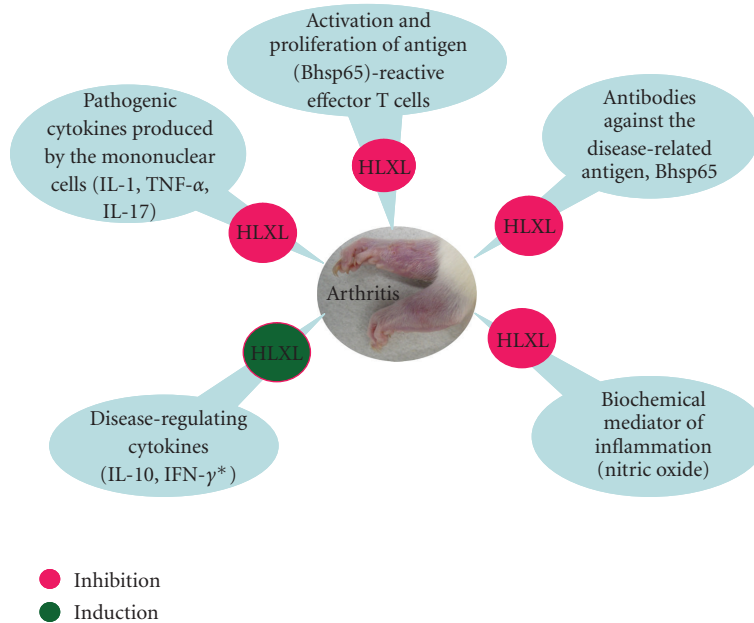 Activation and
proliferation of antigen
(Bhsp65)-reactive
effector T cells
HLXL
Pathogenic
cytokines produced
by the mononuclear
cells (IL-1, TNF-α,
IL-17)
HLXL
Antibodies
against the
disease-related
antigen, Bhsp65
HLXL
Arthritis
HLXL
Disease-regulating
cytokines
(IL-10, IFN-γ*)
HLXL
Biochemical
mediator of
inflammation
(nitric oxide)
Inhibition
Induction